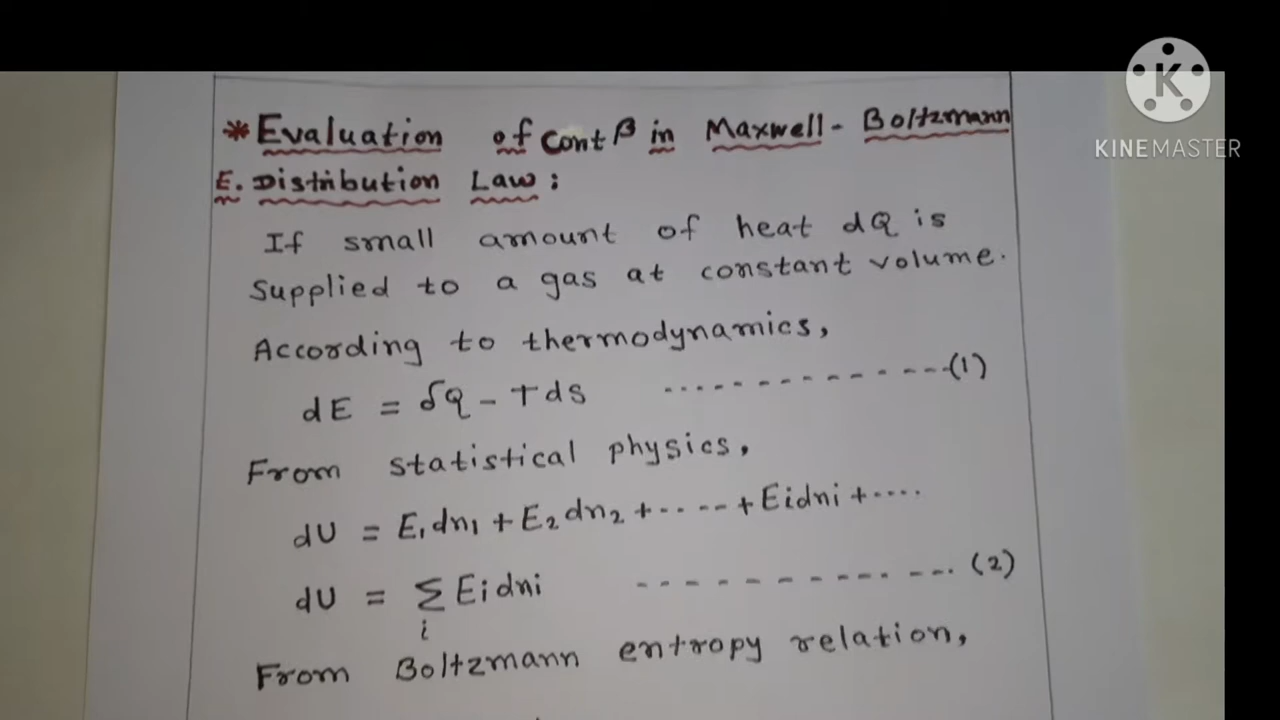 K
KINEMASTER
* Evaluation of Cont β in Maxwell- Boltzmann
E. Distribution Law :
If small amount of heat dQ is
supplied to a gas at constant volume.
According to thermodynamics,
dE = δQ - Tds -------------- (1)
From statistical physics,
dU = E₁dn₁ + E₂dn₂ +----- + Eidni +....
dU = Σ Eidni ------------ (2)
i
From Boltzmann entropy relation,